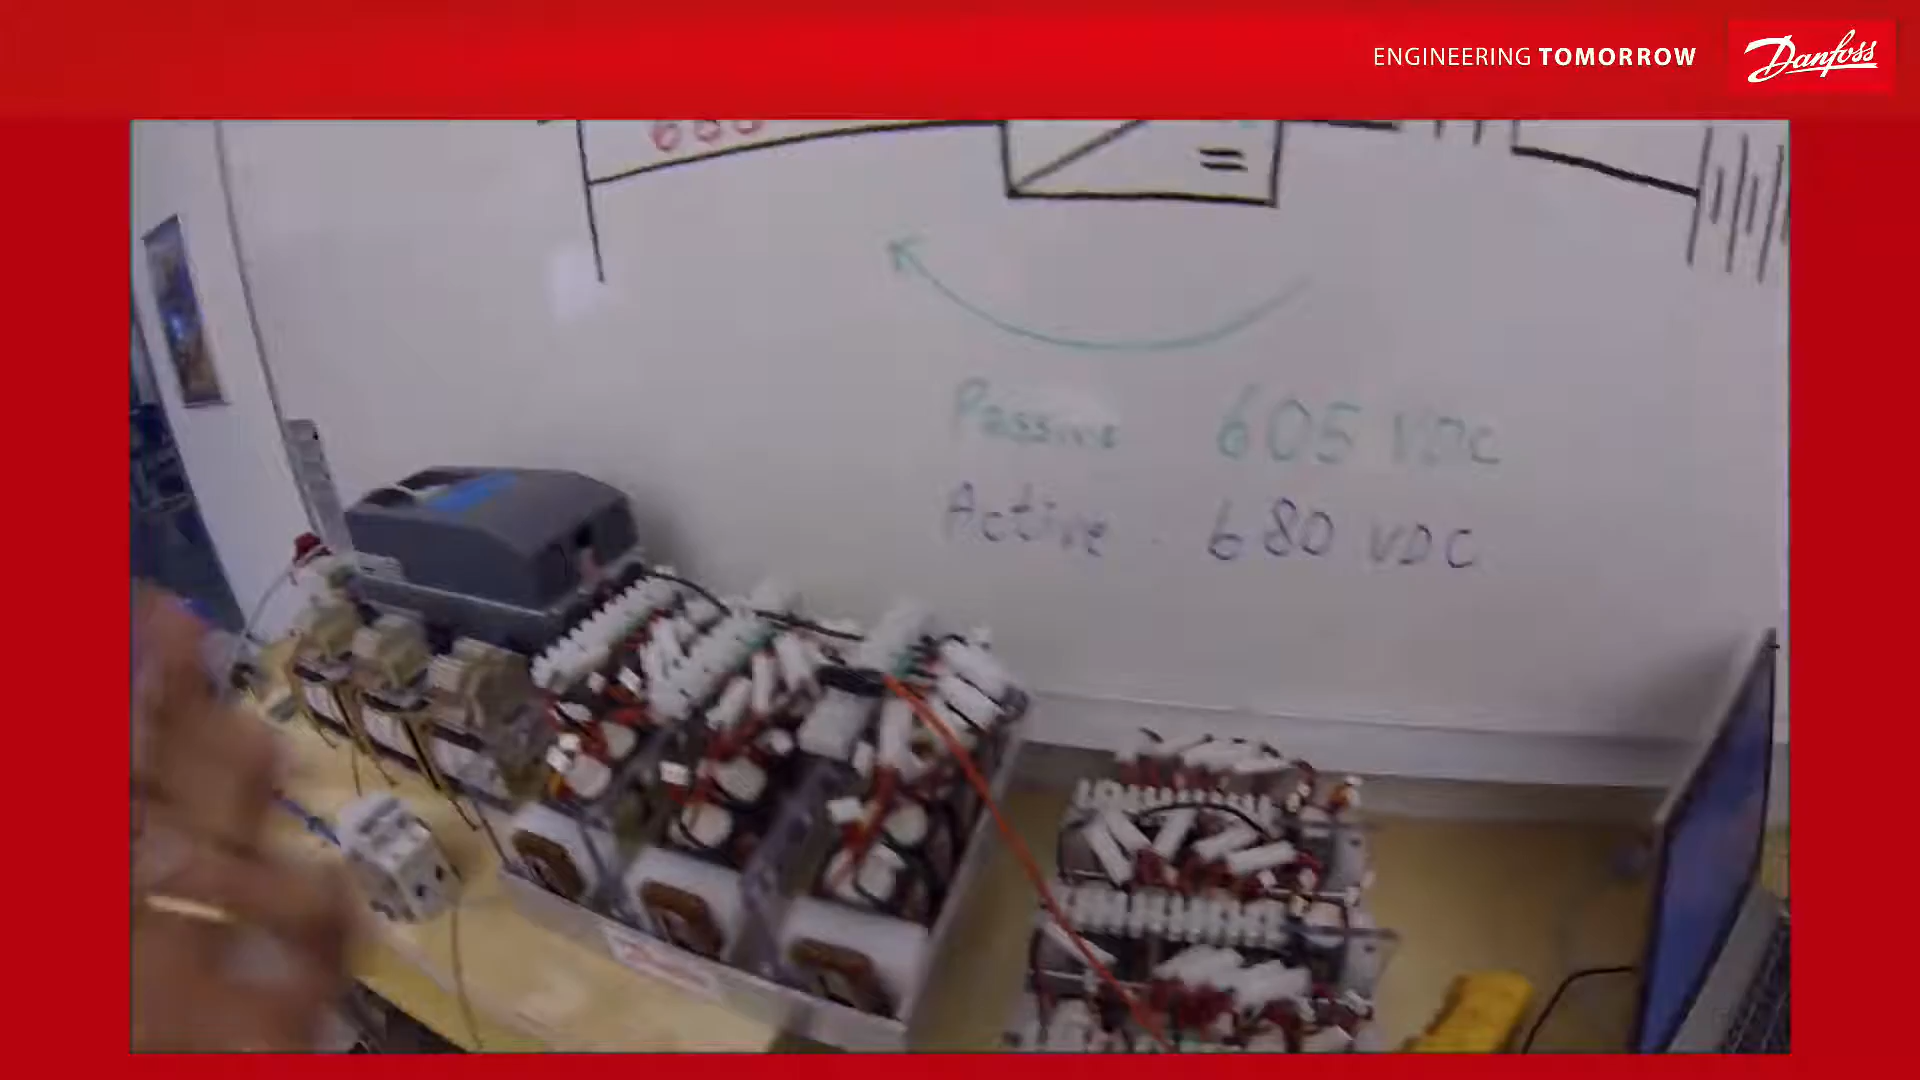 ENGINEERING TOMORROW
Danfoss
Passive 605 VDC
Active - 680 VDC